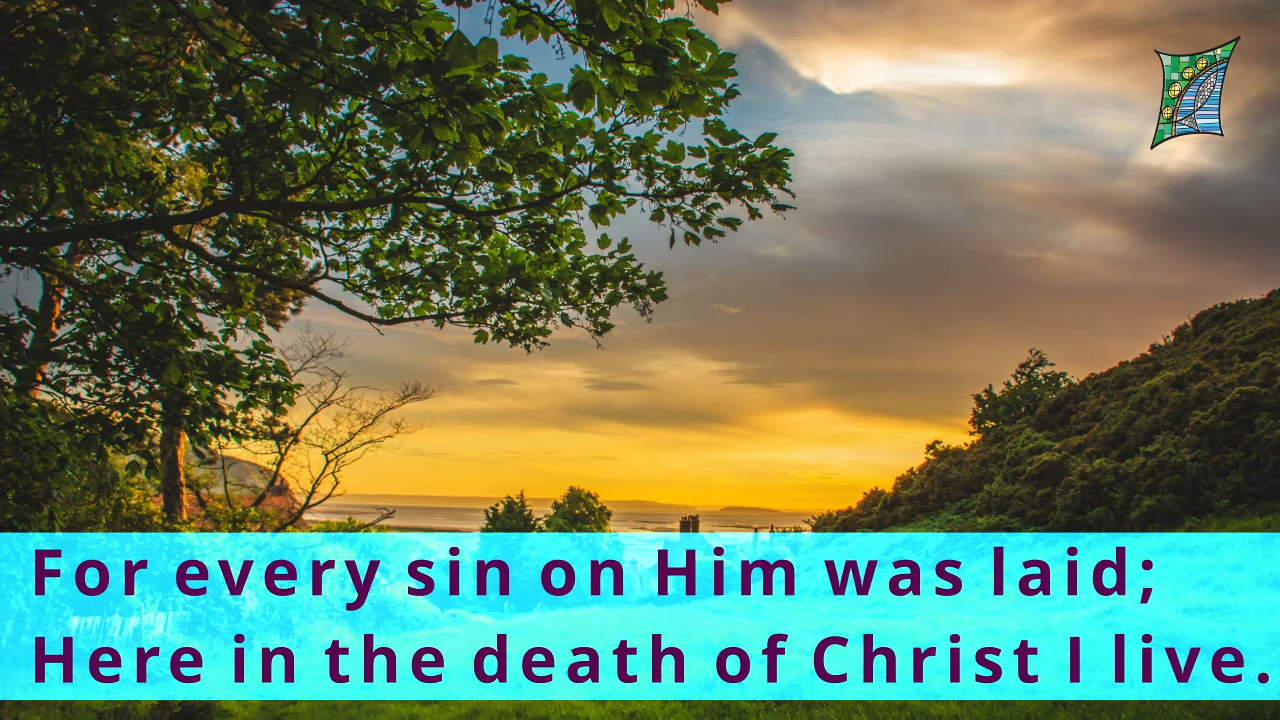 For every sin on Him was laid;
Here in the death of Christ I live.